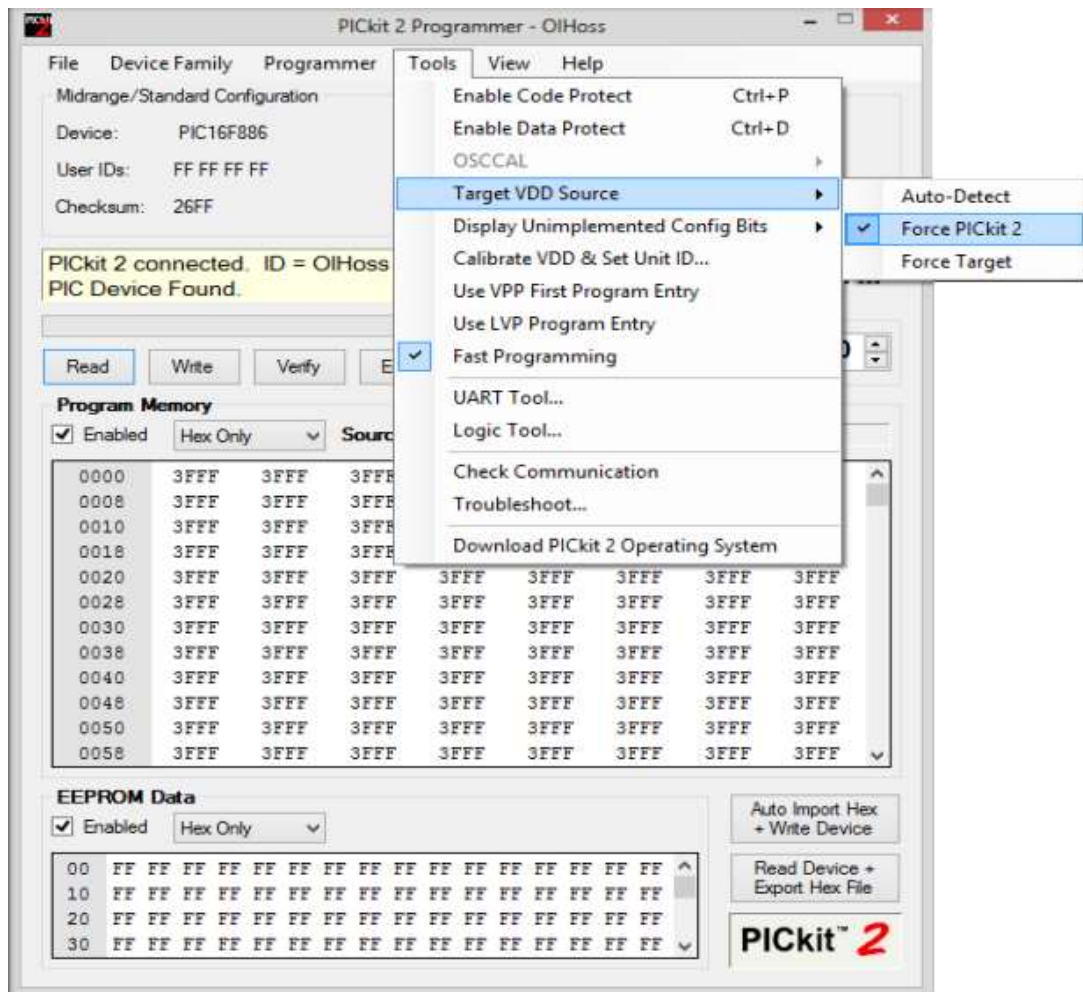 PICkit 2 Programmer - OlHoss
File Device Family Programmer Tools View Help
Midrange/Standard Configuration
Device: PIC16F886
User IDs: FF FF FF FF
Checksum: 26FF
PICkit 2 connected. ID = OlHoss
PIC Device Found.
Enable Code Protect Ctrl+P
Enable Data Protect Ctrl+D
OSCCAL
Target VDD Source
Display Unimplemented Config Bits
Calibrate VDD & Set Unit ID...
Use VPP First Program Entry
Use LVP Program Entry
Fast Programming
UART Tool...
Logic Tool...
Check Communication
Troubleshoot...
Download PICkit 2 Operating System
Auto-Detect
Force PICkit 2
Force Target
Read Write Verify
Program Memory
Enabled Hex Only Sourc
0000 3FFF 3FFF 3FFF
0008 3FFF 3FFF 3FFF
0010 3FFF 3FFF 3FFF
0018 3FFF 3FFF 3FFF
0020 3FFF 3FFF 3FFF 3FFF 3FFF 3FFF 3FFF 3FFF
0028 3FFF 3FFF 3FFF 3FFF 3FFF 3FFF 3FFF 3FFF
0030 3FFF 3FFF 3FFF 3FFF 3FFF 3FFF 3FFF 3FFF
0038 3FFF 3FFF 3FFF 3FFF 3FFF 3FFF 3FFF 3FFF
0040 3FFF 3FFF 3FFF 3FFF 3FFF 3FFF 3FFF 3FFF
0048 3FFF 3FFF 3FFF 3FFF 3FFF 3FFF 3FFF 3FFF
0050 3FFF 3FFF 3FFF 3FFF 3FFF 3FFF 3FFF 3FFF
0058 3FFF 3FFF 3FFF 3FFF 3FFF 3FFF 3FFF 3FFF
EEPROM Data
Enabled Hex Only
00 FF FF FF FF FF FF FF FF FF FF FF FF FF FF FF FF
10 FF FF FF FF FF FF FF FF FF FF FF FF FF FF FF FF
20 FF FF FF FF FF FF FF FF FF FF FF FF FF FF FF FF
30 FF FF FF FF FF FF FF FF FF FF FF FF FF FF FF FF
Auto Import Hex
+ Write Device
Read Device +
Export Hex File
PICkit™ 2